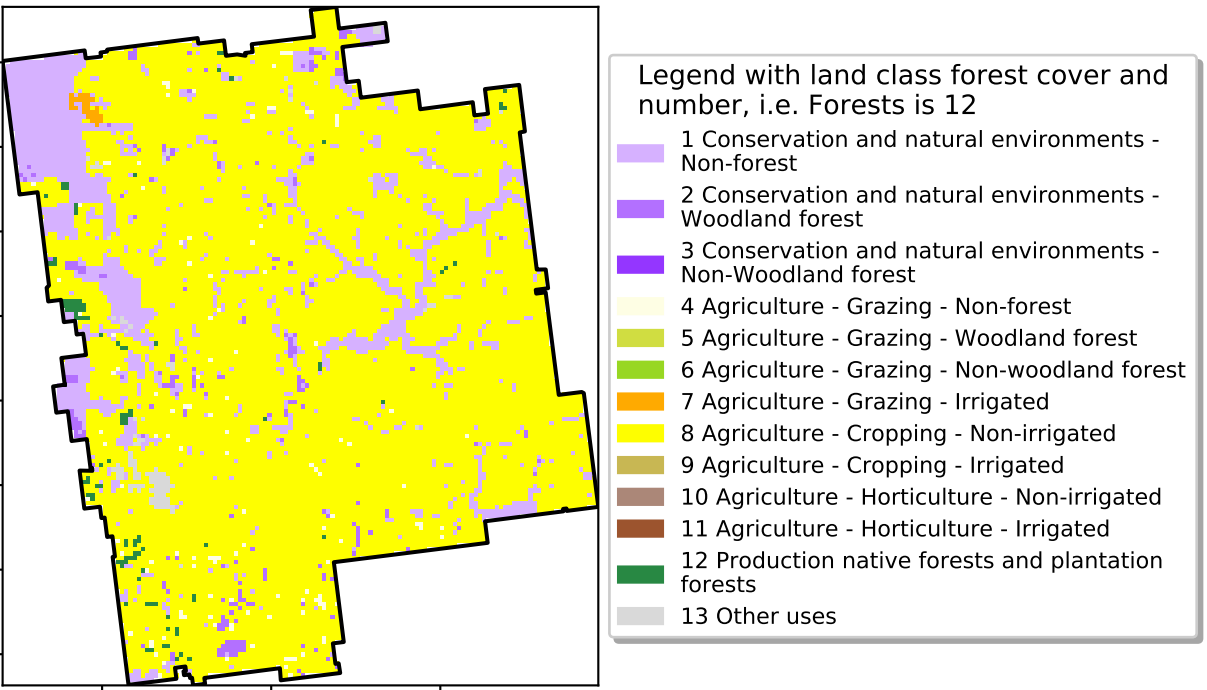 Legend with land class forest cover and
number, i.e. Forests is 12
1 Conservation and natural environments -
Non-forest
2 Conservation and natural environments -
Woodland forest
3 Conservation and natural environments -
Non-Woodland forest
4 Agriculture - Grazing - Non-forest
5 Agriculture - Grazing - Woodland forest
6 Agriculture - Grazing - Non-woodland forest
7 Agriculture - Grazing - Irrigated
8 Agriculture - Cropping - Non-irrigated
9 Agriculture - Cropping - Irrigated
10 Agriculture - Horticulture - Non-irrigated
11 Agriculture - Horticulture - Irrigated
12 Production native forests and plantation
forests
13 Other uses